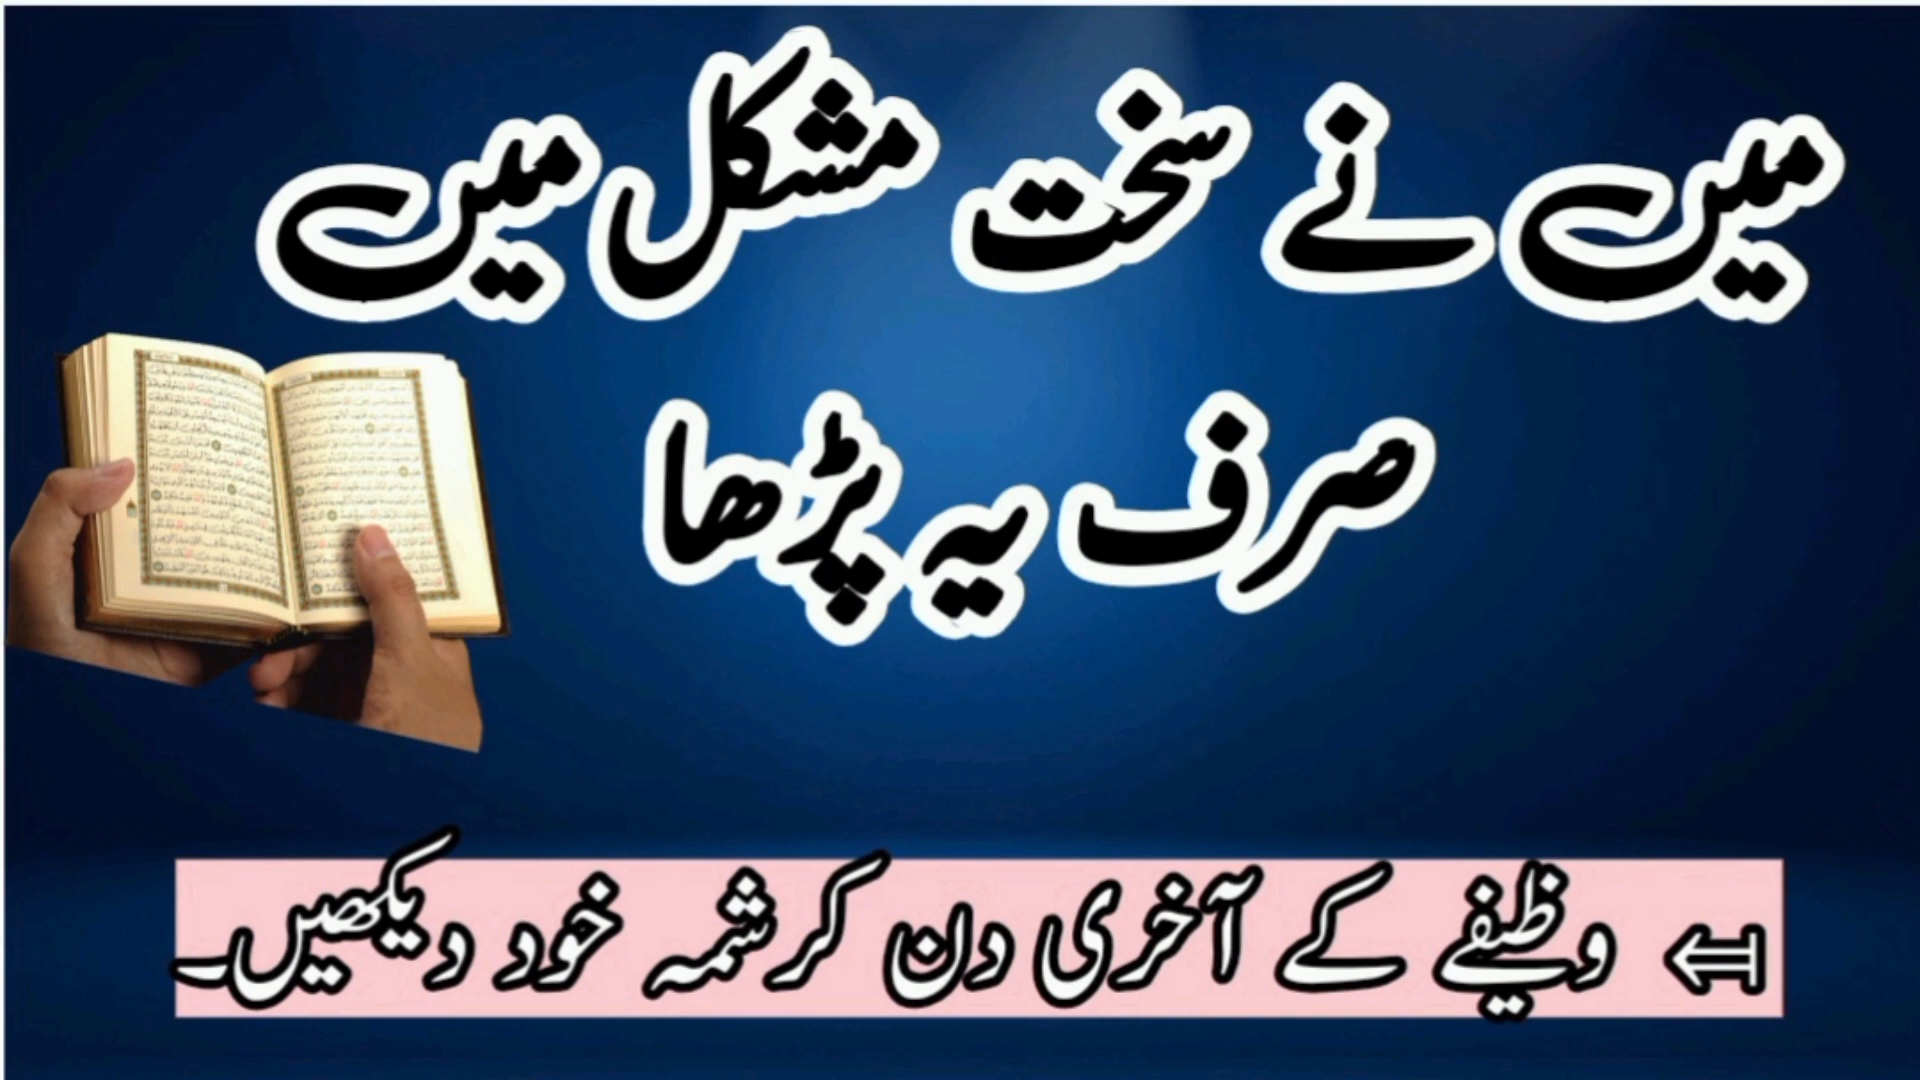 میں نے سخت مشکل میں
صرف یہ پڑھا
⇐ وظیفے کے آخری دن کرشمہ خود دیکھیں۔